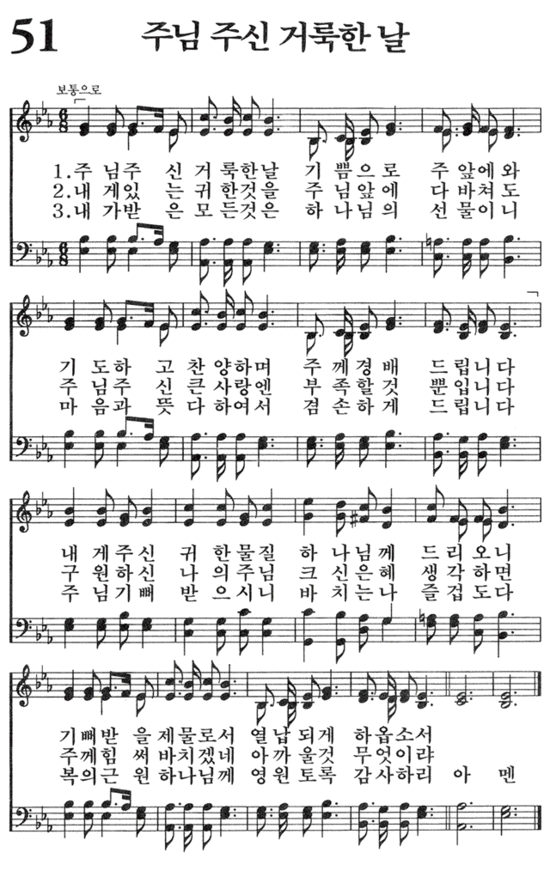 51 주님 주신 거룩한 날
보통으로
1.주 님주 신 거 룩한날 기 쁨으로 주 앞에와
2.내 게있 는 귀 한것을 주 님앞에 다 바쳐도
3.내 가받 은 모 든것은 하 나님의 선 물이니
기 도하 고 찬 양하며 주 께경배 드 립니다
주 님주 신 큰 사랑엔 부 족할것 뿐 입니다
마 음과 뜻 다 하여서 겸 손하게 드 립니다
내 게주신 귀 한물질 하 나님께 드 리오니
구 원하신 나 의주님 크 신은혜 생 각하면
주 님기뻐 받 으시니 바 치는나 즐 겁도다
기뻐받 을제물로서 열납되게 하옵소서
주께힘 써바치겠네 아까울것 무엇이랴
복의근 원하나님께 영원토록 감사하리 아 멘